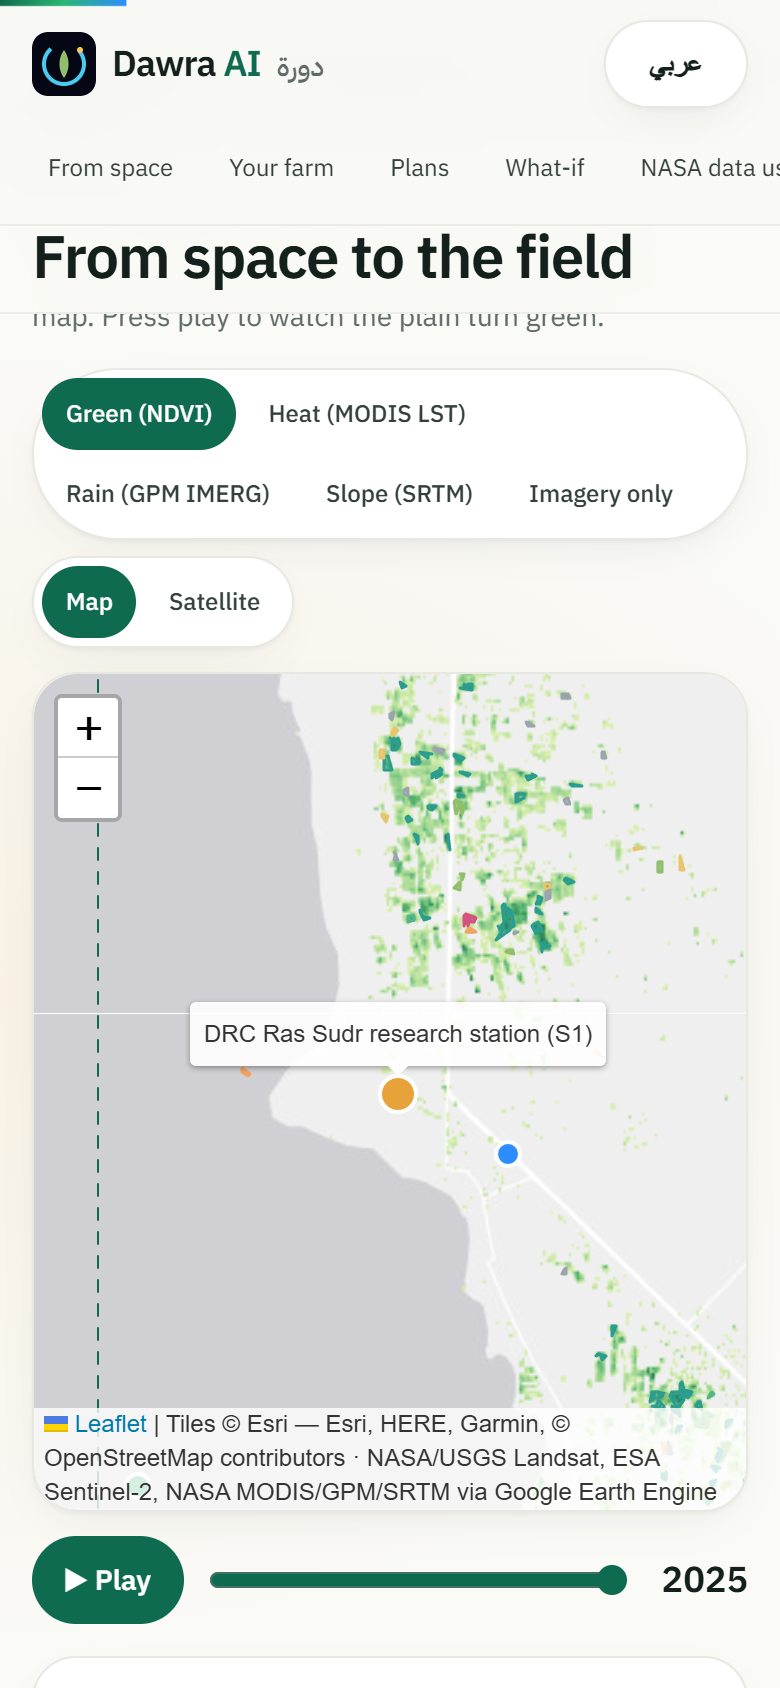 Dawra AI دورة
عربي
From space Your farm Plans What-if NASA data us
From space to the field
map. Press play to watch the plain turn green.
Green (NDVI) Heat (MODIS LST)
Rain (GPM IMERG) Slope (SRTM) Imagery only
Map Satellite
+
−
DRC Ras Sudr research station (S1)
Leaflet | Tiles © Esri — Esri, HERE, Garmin, ©
OpenStreetMap contributors · NASA/USGS Landsat, ESA
Sentinel-2, NASA MODIS/GPM/SRTM via Google Earth Engine
▶ Play 2025